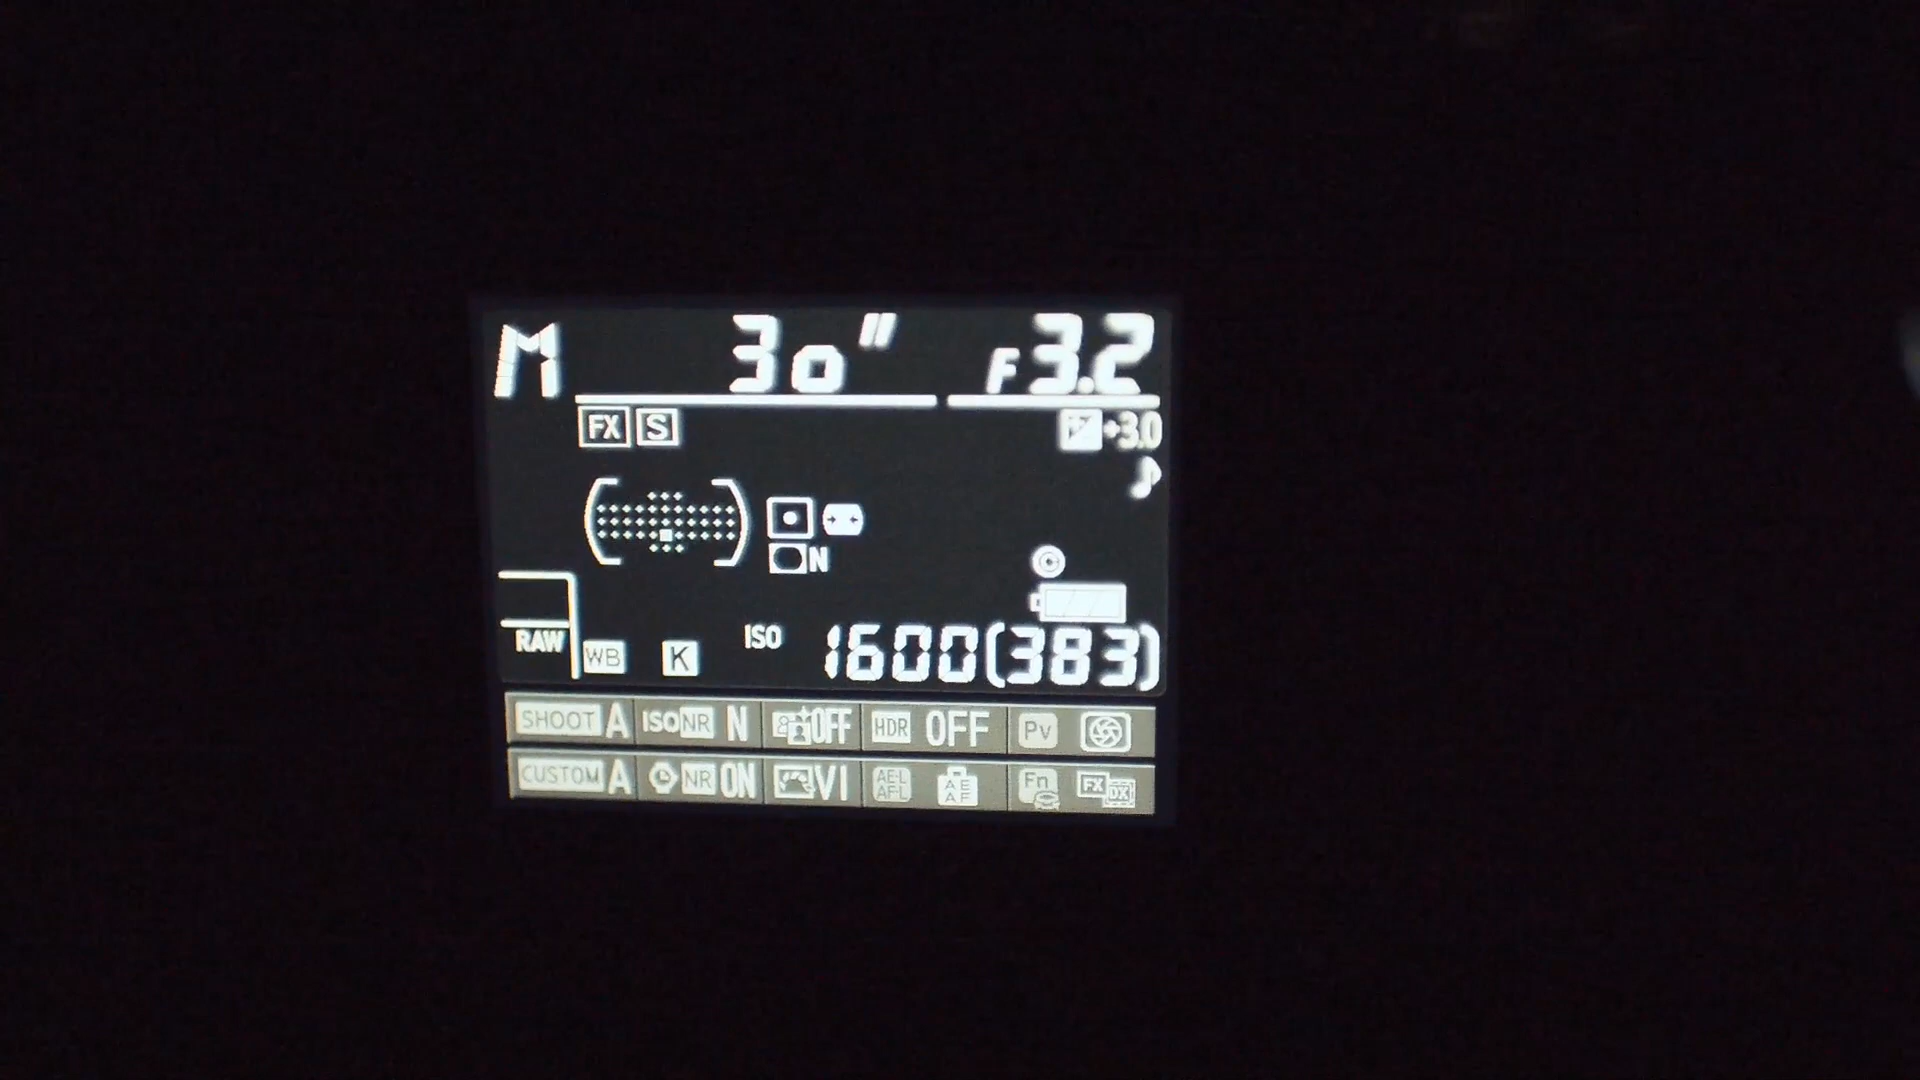 M 30" F3.2
FX S +3.0
N
RAW WB K ISO 1600(383)
SHOOT A ISO NR N OFF HDR OFF Pv
CUSTOM A NR ON VI AE-L AF-L AE AF Fn FX DX